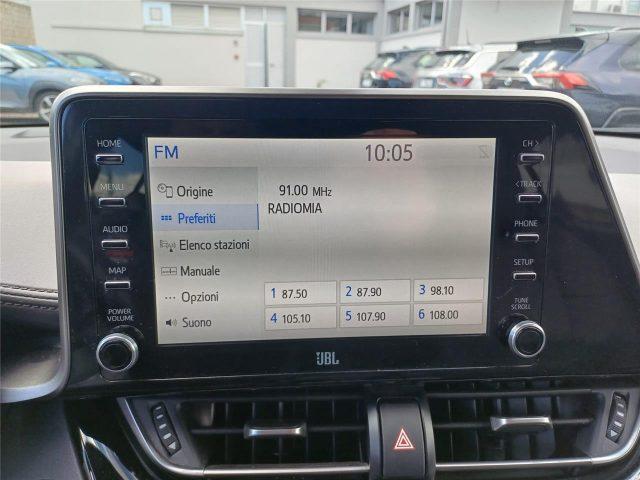 HOME
MENU
AUDIO
MAP
POWER
VOLUME
FM
10:05
Origine
Preferiti
Elenco stazioni
Manuale
Opzioni
Suono
91.00 MHz
RADIOMIA
1 87.50
2 87.90
3 98.10
4 105.10
5 107.90
6 108.00
CH >
< TRACK
PHONE
SETUP
TUNE
SCROLL
JBL